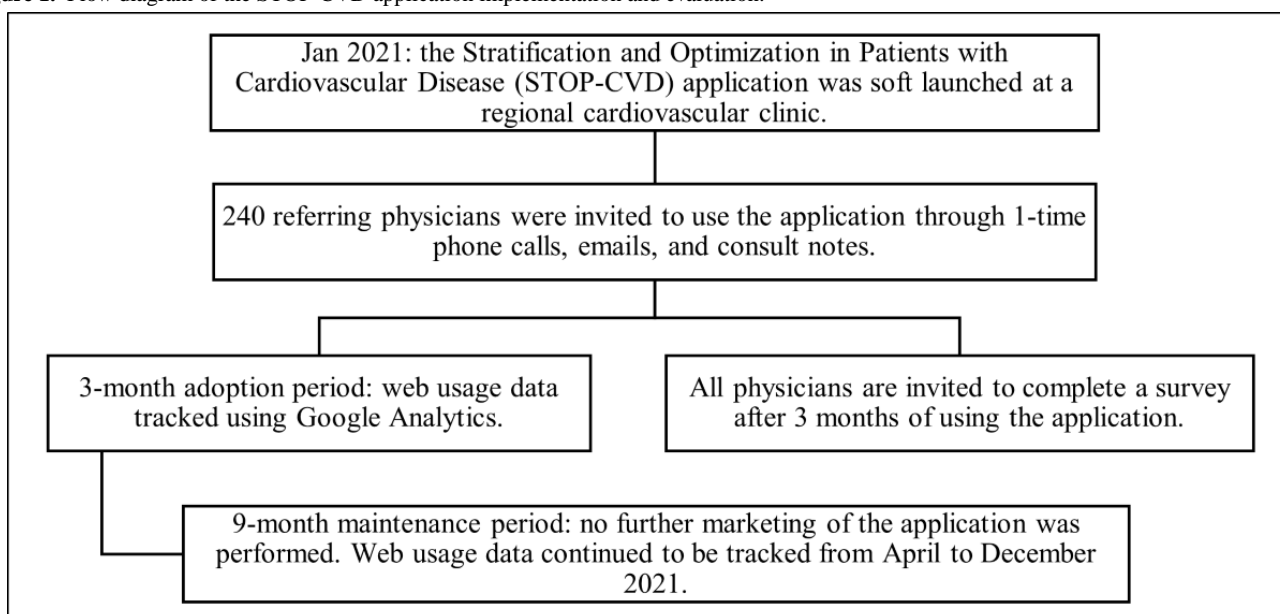 Jan 2021: the Stratification and Optimization in Patients with
Cardiovascular Disease (STOP-CVD) application was soft launched at a
regional cardiovascular clinic.
240 referring physicians were invited to use the application through 1-time
phone calls, emails, and consult notes.
3-month adoption period: web usage data
tracked using Google Analytics.
All physicians are invited to complete a survey
after 3 months of using the application.
9-month maintenance period: no further marketing of the application was
performed. Web usage data continued to be tracked from April to December
2021.